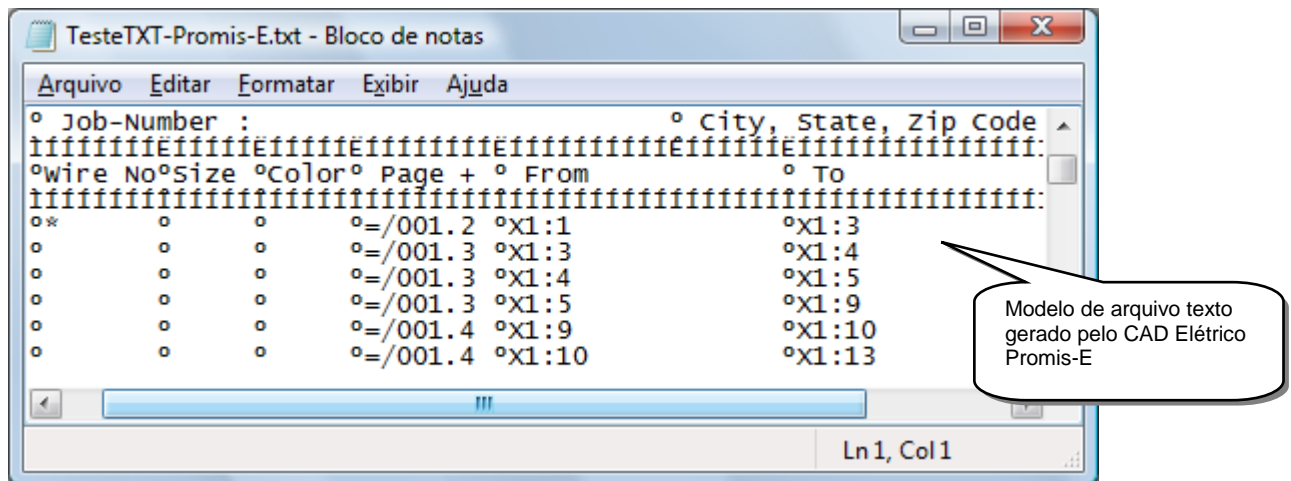 TesteTXT-Promis-E.txt - Bloco de notas
Arquivo Editar Formatar Exibir Ajuda
º Job-Number : º City, State, Zip Code
ºWire NoºSize ºColorº Page + º From º To
º* º º º=/001.2 ºX1:1 ºX1:3
º º º º=/001.3 ºX1:3 ºX1:4
º º º º=/001.3 ºX1:4 ºX1:5
º º º º=/001.3 ºX1:5 ºX1:9
º º º º=/001.4 ºX1:9 ºX1:10
º º º º=/001.4 ºX1:10 ºX1:13
Modelo de arquivo texto
gerado pelo CAD Elétrico
Promis-E
Ln 1, Col 1